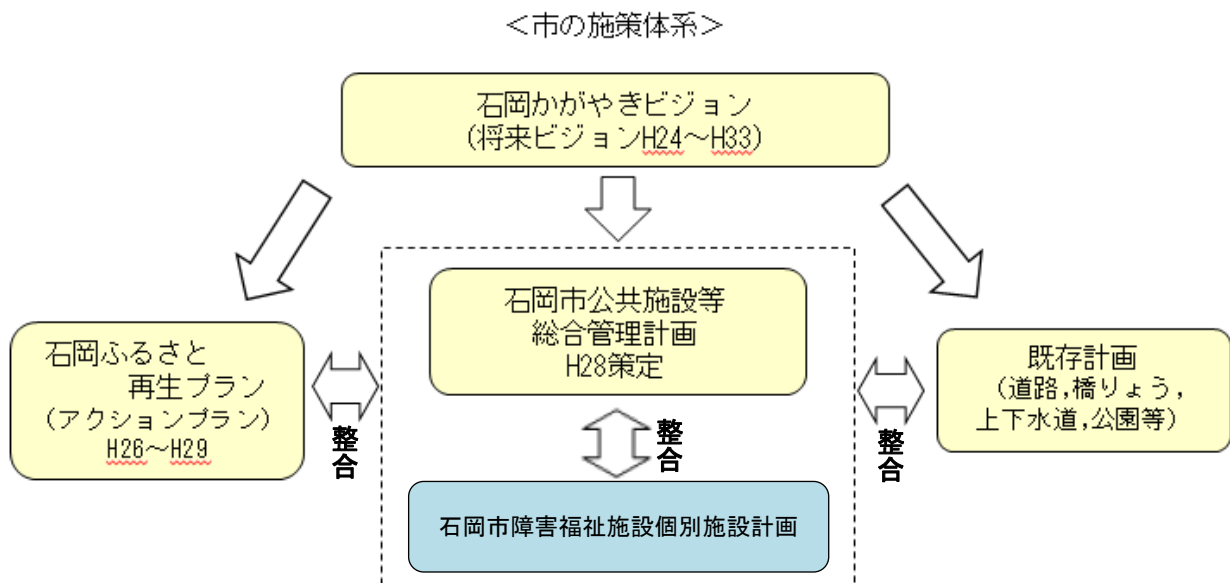 ＜市の施策体系＞
石岡かがやきビジョン
(将来ビジョンH24～H33)
石岡市公共施設等
総合管理計画
H28策定
石岡ふるさと
再生プラン
(アクションプラン)
H26～H29
整合
整合
整合
既存計画
(道路,橋りょう,
上下水道,公園等)
石岡市障害福祉施設個別施設計画